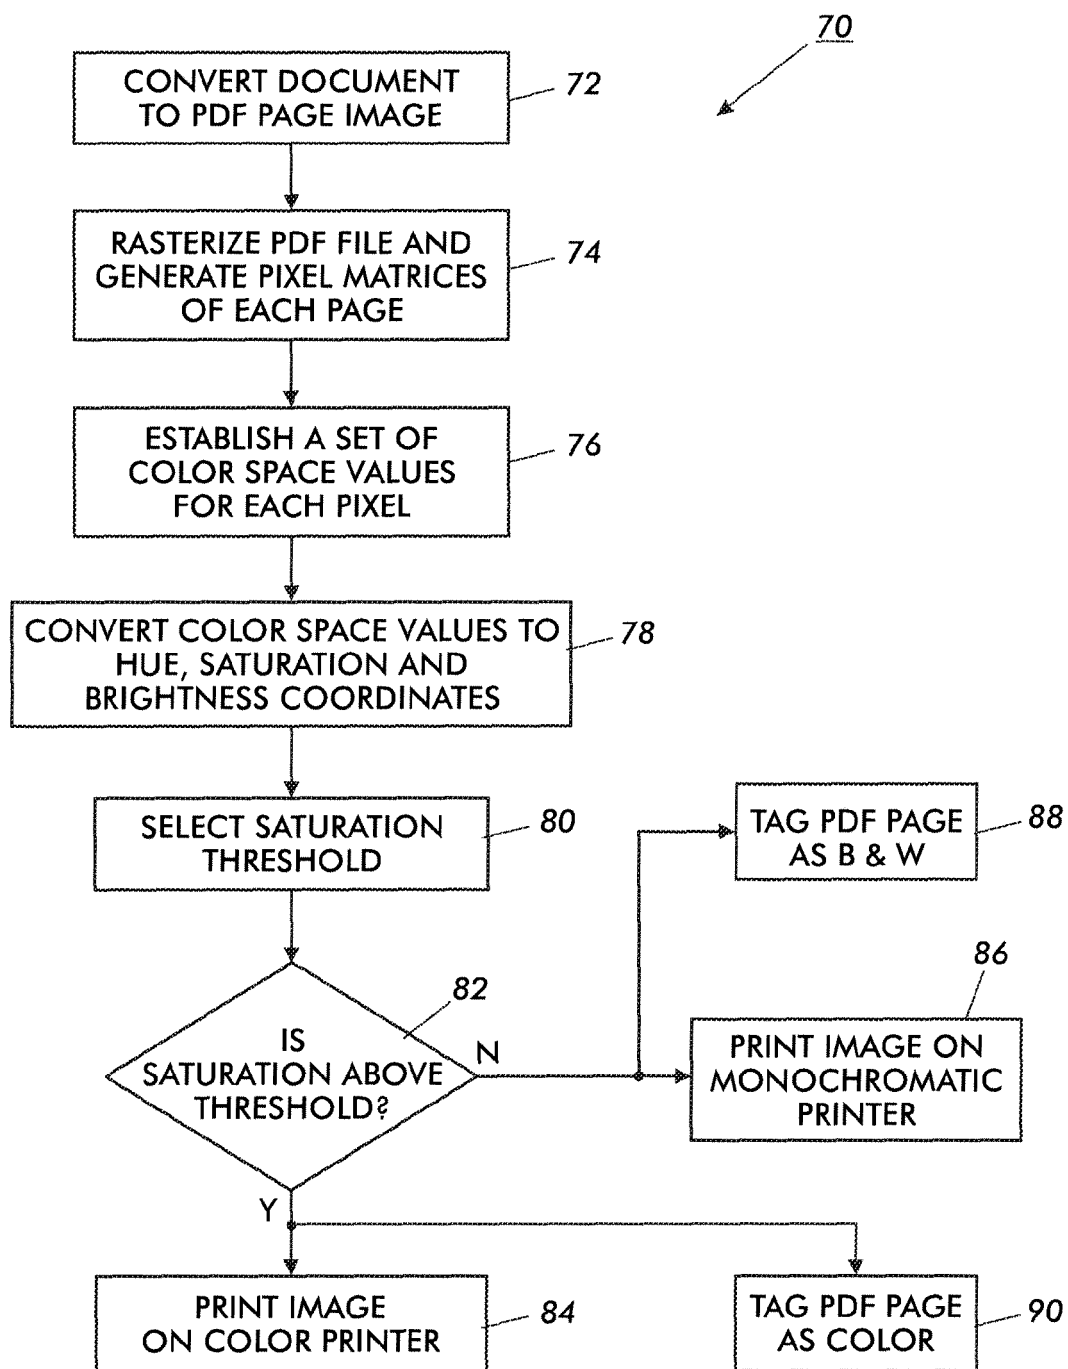 70
CONVERT DOCUMENT
TO PDF PAGE IMAGE
72
RASTERIZE PDF FILE AND
GENERATE PIXEL MATRICES
OF EACH PAGE
74
ESTABLISH A SET OF
COLOR SPACE VALUES
FOR EACH PIXEL
76
CONVERT COLOR SPACE VALUES TO
HUE, SATURATION AND
BRIGHTNESS COORDINATES
78
SELECT SATURATION
THRESHOLD
80
TAG PDF PAGE
AS B & W
88
IS
SATURATION ABOVE
THRESHOLD?
82
N
86
PRINT IMAGE ON
MONOCHROMATIC
PRINTER
Y
PRINT IMAGE
ON COLOR PRINTER
84
TAG PDF PAGE
AS COLOR
90